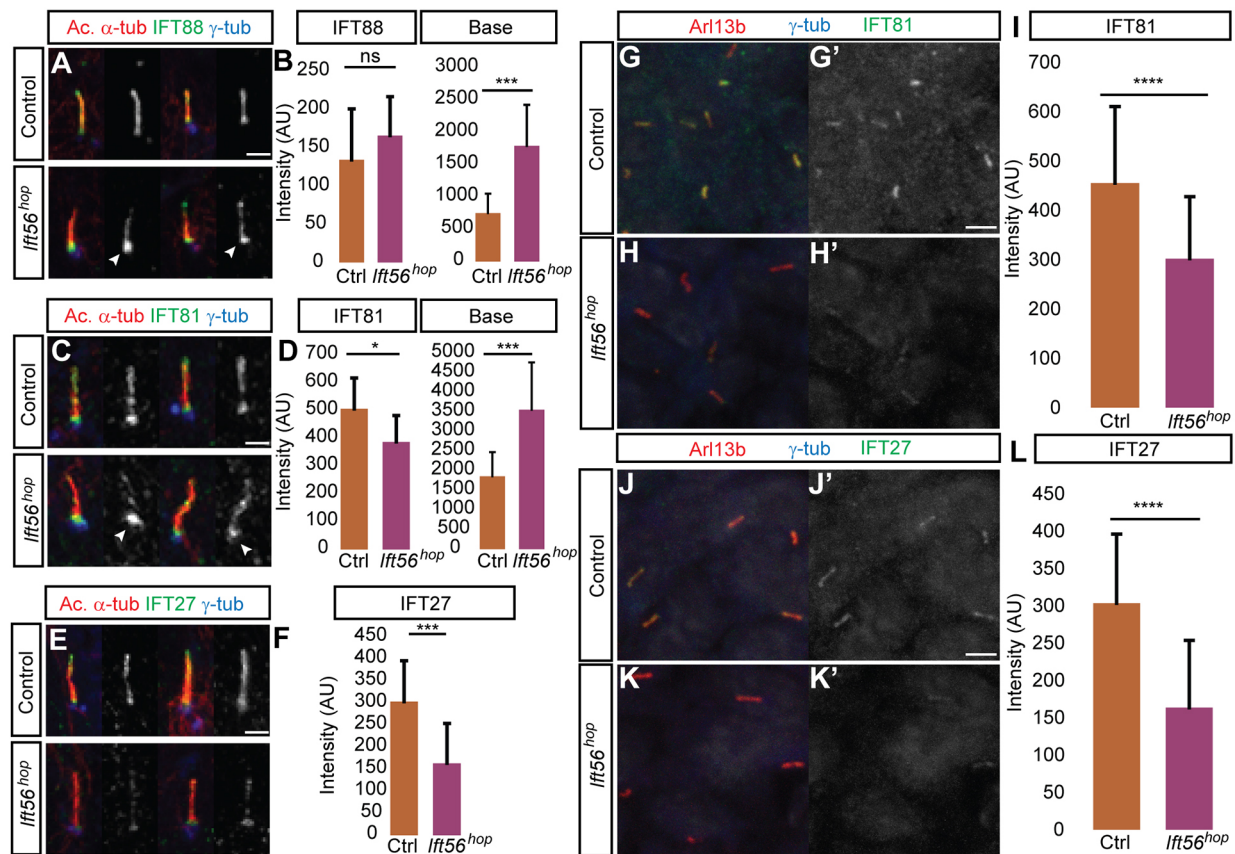 Ac. α-tub IFT88 γ-tub
A
Control
Ift56hop
B
IFT88
Base
Intensity (AU)
250
200
150
100
50
0
ns
Ctrl Ift56hop
3000
2500
2000
1500
1000
500
0
***
Ctrl Ift56hop
Ac. α-tub IFT81 γ-tub
C
Control
Ift56hop
D
IFT81
Base
Intensity (AU)
700
600
500
400
300
200
100
0
*
Ctrl Ift56hop
5000
4500
4000
3500
3000
2500
2000
1500
1000
500
0
***
Ctrl Ift56hop
Ac. α-tub IFT27 γ-tub
E
Control
Ift56hop
F
IFT27
Intensity (AU)
450
400
350
300
250
200
150
100
50
0
***
Ctrl Ift56hop
Arl13b γ-tub IFT81
G G'
Control
H H'
Ift56hop
I
IFT81
Intensity (AU)
700
600
500
400
300
200
100
0
****
Ctrl Ift56hop
Arl13b γ-tub IFT27
J J'
Control
K K'
Ift56hop
L
IFT27
Intensity (AU)
450
400
350
300
250
200
150
100
50
0
****
Ctrl Ift56hop